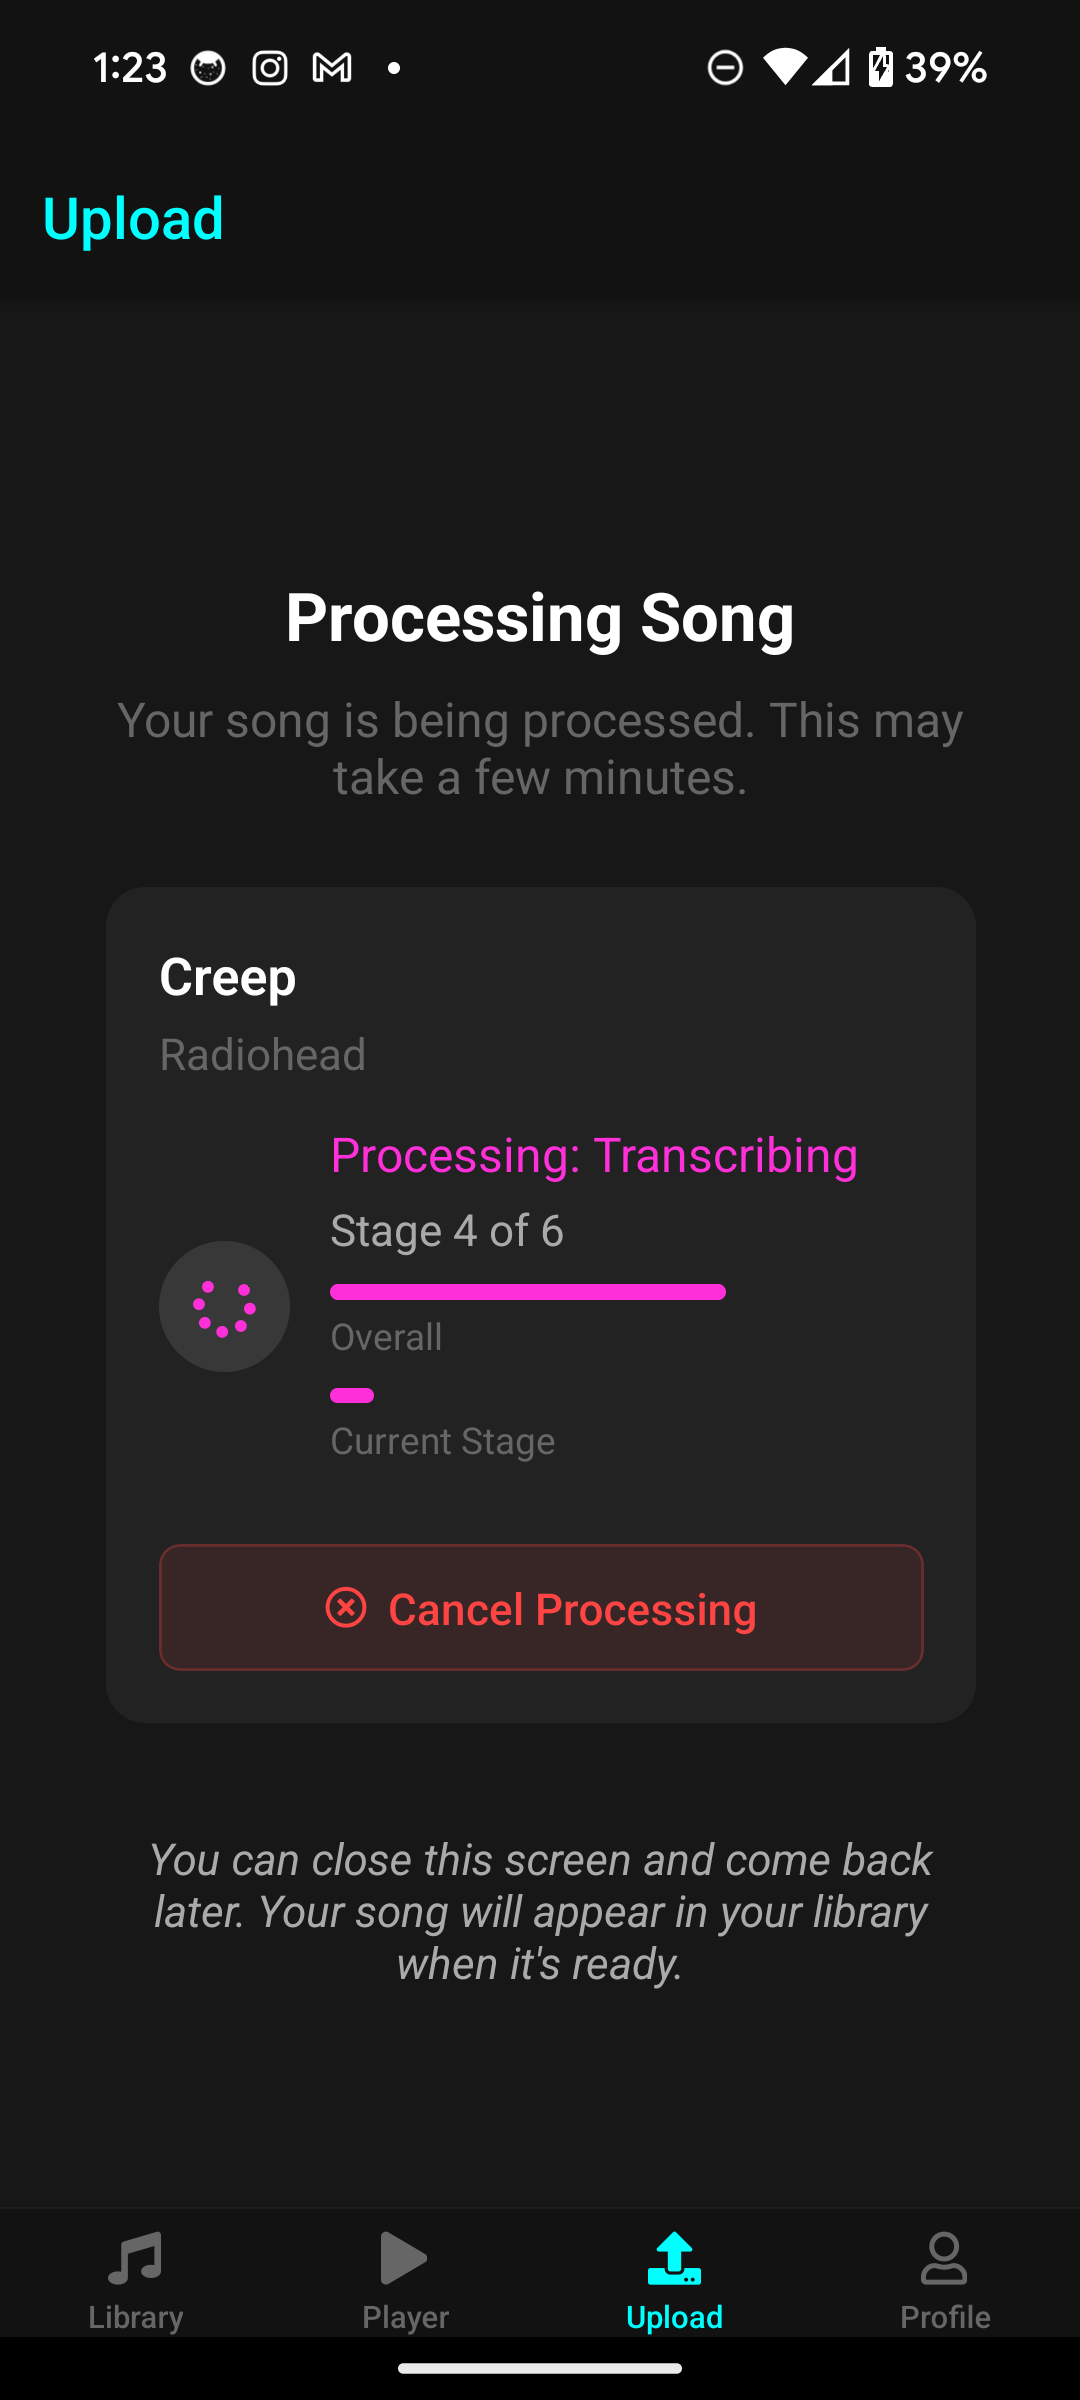 1:23
39%
Upload
Processing Song
Your song is being processed. This may
take a few minutes.
Creep
Radiohead
Processing: Transcribing
Stage 4 of 6
Overall
Current Stage
Cancel Processing
You can close this screen and come back
later. Your song will appear in your library
when it's ready.
Library
Player
Upload
Profile